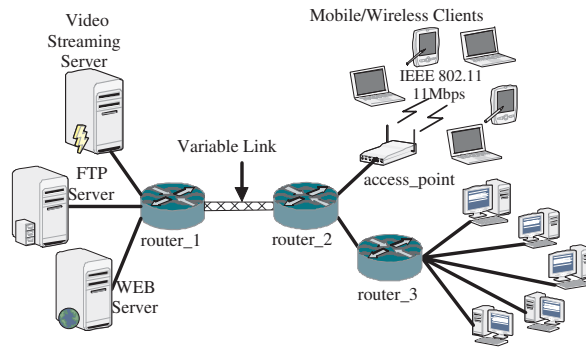 Video
Streaming
Server
Mobile/Wireless Clients
IEEE 802.11
11Mbps
Variable Link
FTP
Server
access_point
router_1
router_2
WEB
Server
router_3